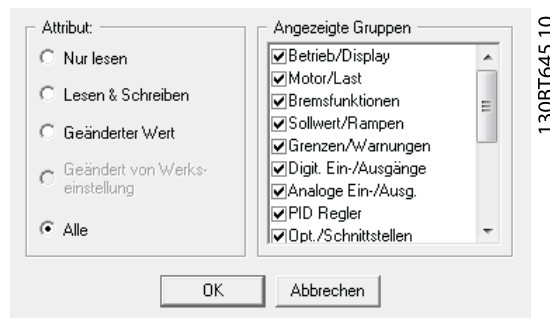 Attribut:
Nur lesen
Lesen & Schreiben
Geänderter Wert
Geändert von Werks-
einstellung
Alle
Angezeigte Gruppen
Betrieb/Display
Motor/Last
Bremsfunktionen
Sollwert/Rampen
Grenzen/Warnungen
Digit. Ein-/Ausgänge
Analoge Ein-/Ausg.
PID Regler
Opt./Schnittstellen
OK
Abbrechen
130BT645.10